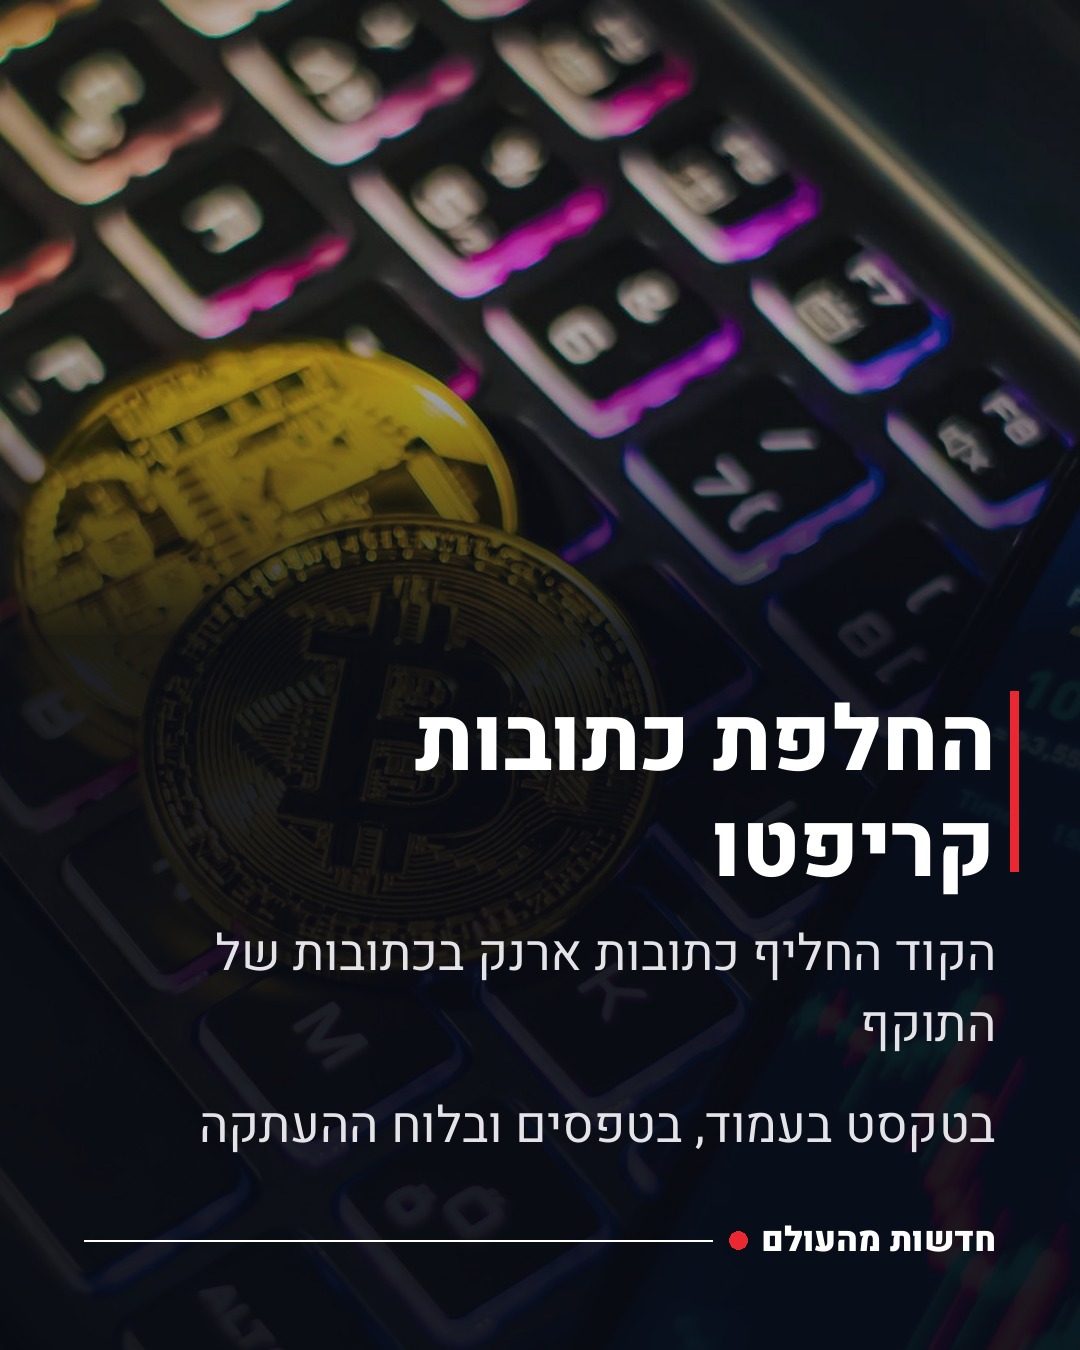 החלפת כתובות
קריפטו
הקוד החליף כתובות ארנק בכתובות של
התוקף
בטקסט בעמוד, בטפסים ובלוח ההעתקה
חדשות מהעולם